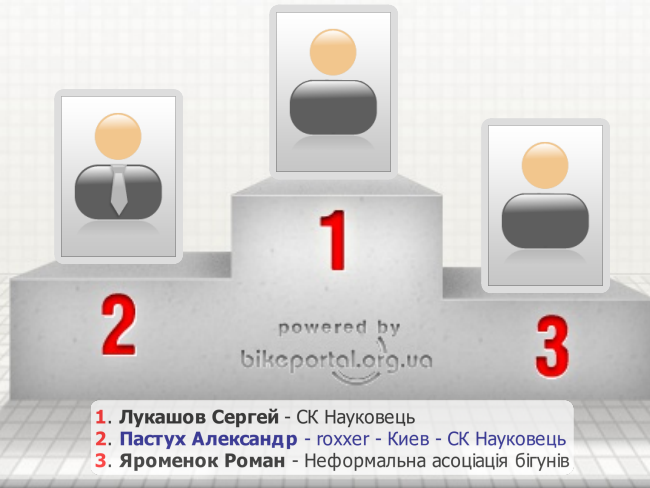 1
2
3
powered by
bikeportal.org.ua
1. Лукашов Сергей - СК Науковець
2. Пастух Александр - roxxer - Киев - СК Науковець
3. Яроменок Роман - Неформальна асоціація бігунів